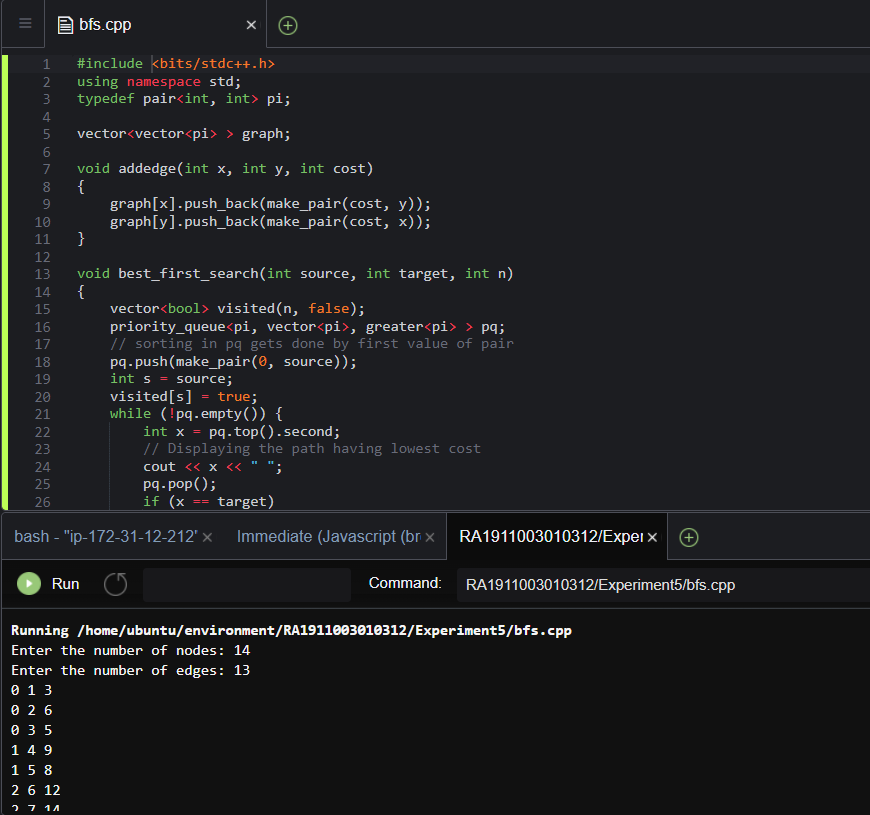 bfs.cpp
1 #include <bits/stdc++.h>
2 using namespace std;
3 typedef pair<int, int> pi;
4
5 vector<vector<pi> > graph;
6
7 void addedge(int x, int y, int cost)
8 {
9     graph[x].push_back(make_pair(cost, y));
10     graph[y].push_back(make_pair(cost, x));
11 }
12
13 void best_first_search(int source, int target, int n)
14 {
15     vector<bool> visited(n, false);
16     priority_queue<pi, vector<pi>, greater<pi> > pq;
17     // sorting in pq gets done by first value of pair
18     pq.push(make_pair(0, source));
19     int s = source;
20     visited[s] = true;
21     while (!pq.empty()) {
22         int x = pq.top().second;
23         // Displaying the path having lowest cost
24         cout << x << " ";
25         pq.pop();
26         if (x == target)
bash - "ip-172-31-12-212' Immediate (Javascript (br RA1911003010312/Exper
Run Command: RA1911003010312/Experiment5/bfs.cpp
Running /home/ubuntu/environment/RA1911003010312/Experiment5/bfs.cpp
Enter the number of nodes: 14
Enter the number of edges: 13
0 1 3
0 2 6
0 3 5
1 4 9
1 5 8
2 6 12
2 7 14